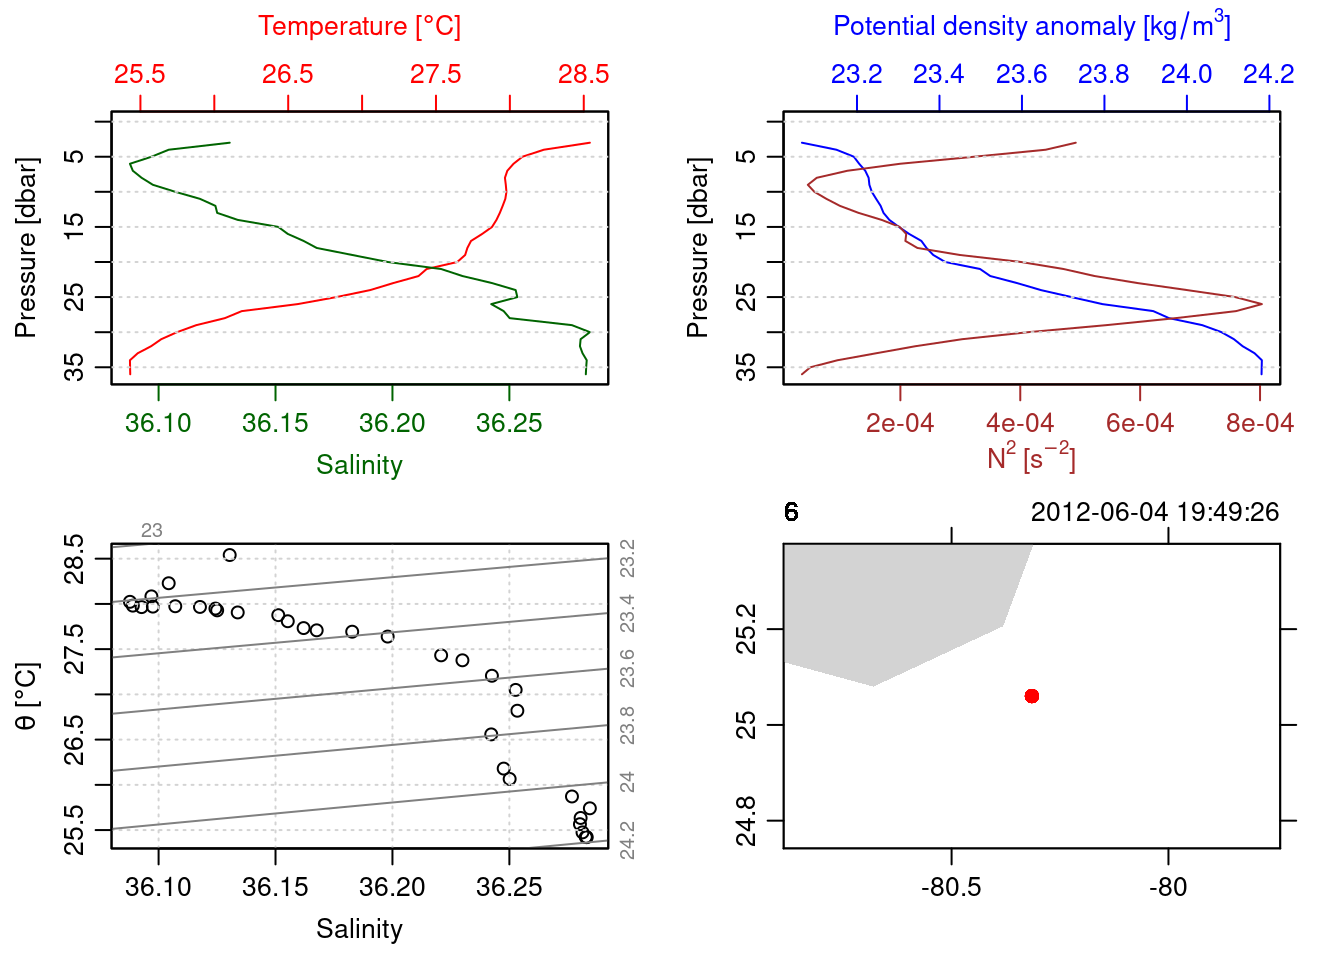 Temperature [°C]
25.5 26.5 27.5 28.5
Pressure [dbar]
5
15
25
35
36.10 36.15 36.20 36.25
Salinity
Potential density anomaly [kg/m³]
23.2 23.4 23.6 23.8 24.0 24.2
Pressure [dbar]
5
15
25
35
2e-04 4e-04 6e-04 8e-04
N² [s⁻²]
23
28.5
27.5
26.5
25.5
θ [°C]
23.2
23.4
23.6
23.8
24
24.2
36.10 36.15 36.20 36.25
Salinity
6 2012-06-04 19:49:26
25.2
25
24.8
-80.5 -80